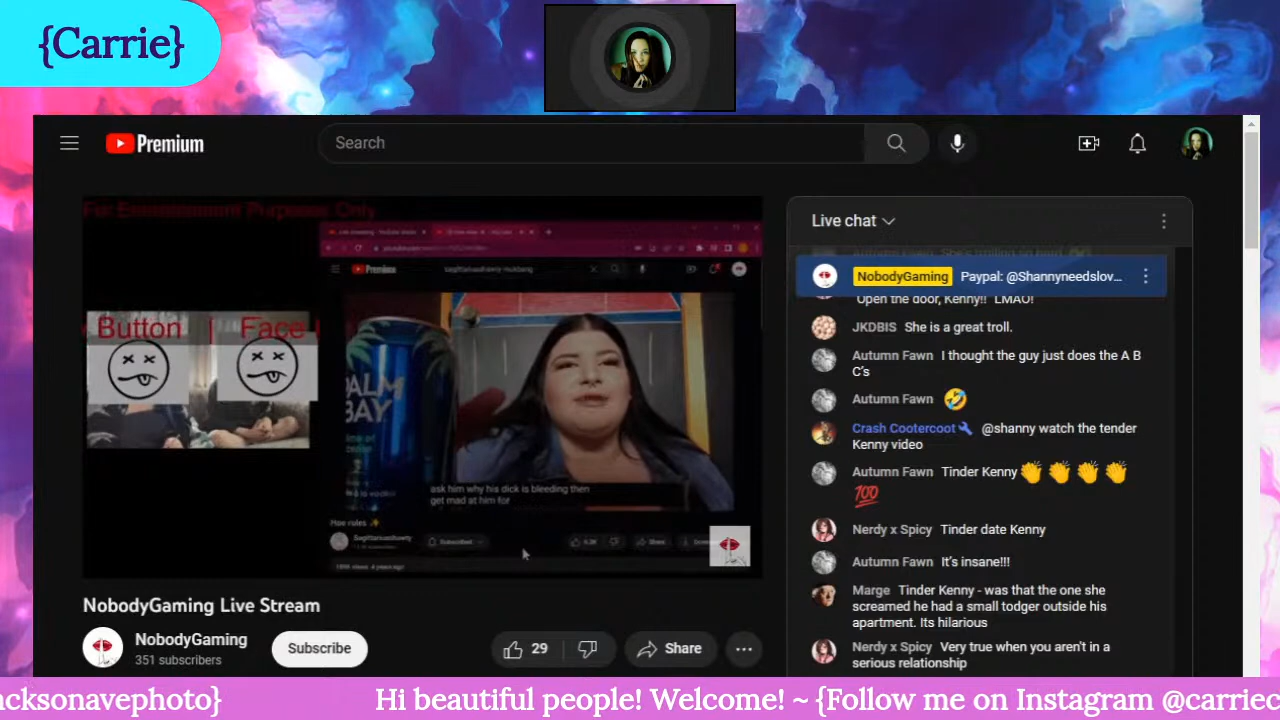 {Carrie}
Premium
Search
For Entertainment Purposes Only
Button | Face
Premium
PALM
BAY
ask him why his dick is bleeding then
get mad at him for
Hoe rules ✨
Subscribed
Share
Live chat
NobodyGaming Paypal: @Shannyneedslov…
Open the door, Kenny!! LMAO!
JKDBIS She is a great troll.
Autumn Fawn I thought the guy just does the A B
C's
Autumn Fawn 🤣
Crash Cootercoot @shanny watch the tender
Kenny video
Autumn Fawn Tinder Kenny 👏 👏 👏 👏
💯
Nerdy x Spicy Tinder date Kenny
Autumn Fawn It's insane!!!
Marge Tinder Kenny - was that the one she
screamed he had a small todger outside his
apartment. Its hilarious
Nerdy x Spicy Very true when you aren't in a
serious relationship
NobodyGaming Live Stream
NobodyGaming
351 subscribers
Subscribe
29
Share
acksonavephoto} Hi beautiful people! Welcome! ~ {Follow me on Instagram @carriec